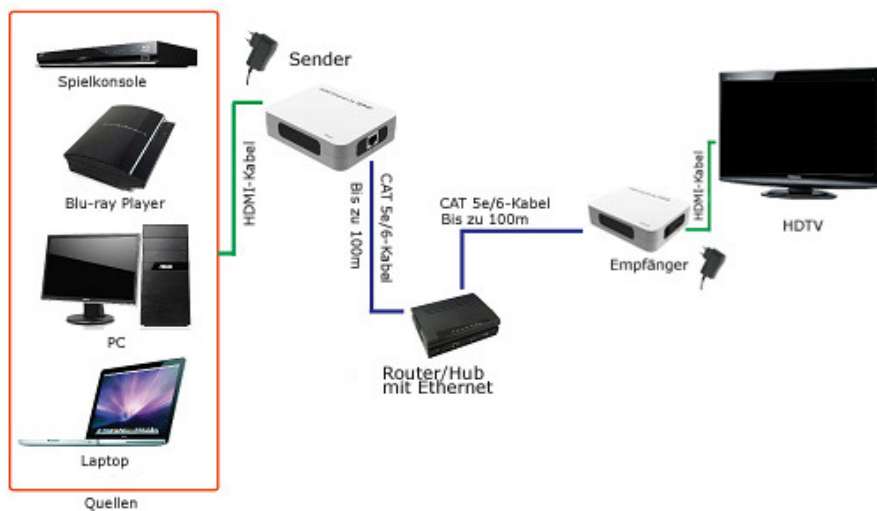 Sender
Spielkonsole
HDMI-Kabel
Blu-ray Player
CAT 5e/6-Kabel
Bis zu 100m
CAT 5e/6-Kabel
Bis zu 100m
HDMI-Kabel
HDTV
Empfänger
PC
Router/Hub
mit Ethernet
Laptop
Quellen